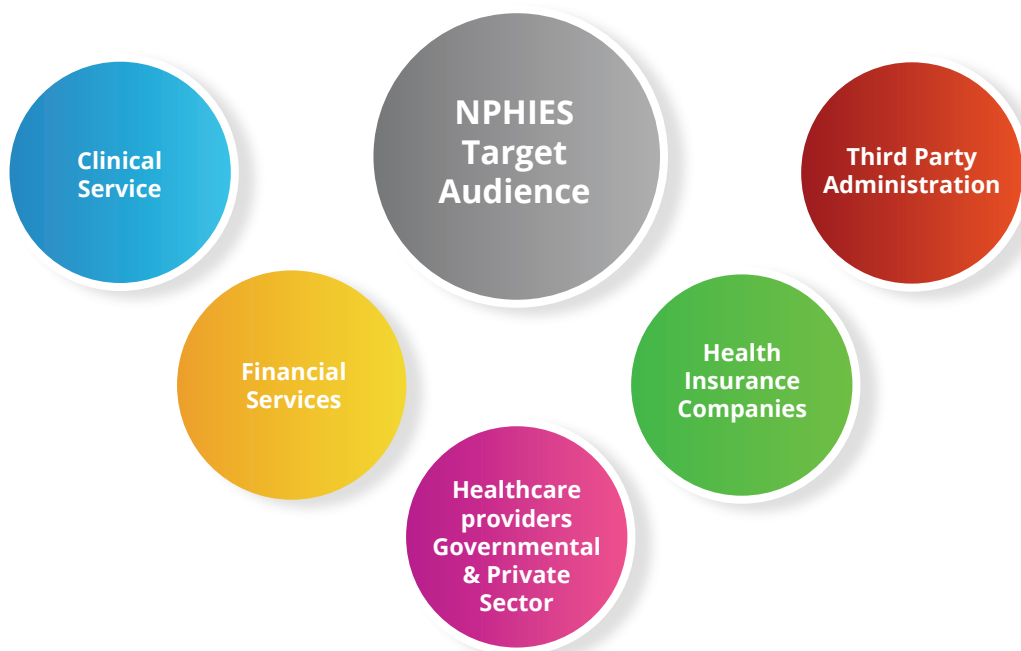 NPHIES
Target
Audience
Clinical
Service
Third Party
Administration
Financial
Services
Health
Insurance
Companies
Healthcare
providers
Governmental
& Private
Sector